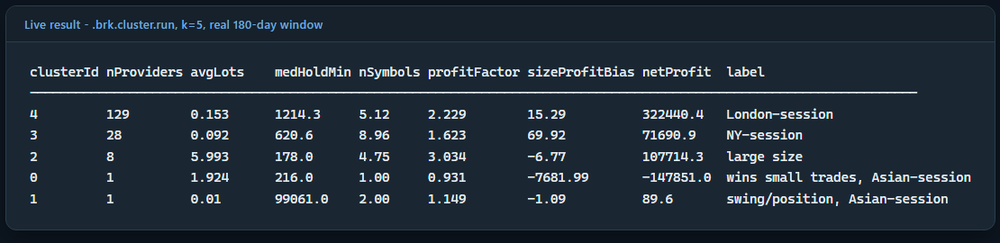 Live result - .brk.cluster.run, k=5, real 180-day window
clusterId nProviders avgLots medHoldMin nSymbols profitFactor sizeProfitBias netProfit label
4 129 0.153 1214.3 5.12 2.229 15.29 322440.4 London-session
3 28 0.092 620.6 8.96 1.623 69.92 71690.9 NY-session
2 8 5.993 178.0 4.75 3.034 -6.77 107714.3 large size
0 1 1.924 216.0 1.00 0.931 -7681.99 -147851.0 wins small trades, Asian-session
1 1 0.01 99061.0 2.00 1.149 -1.09 89.6 swing/position, Asian-session